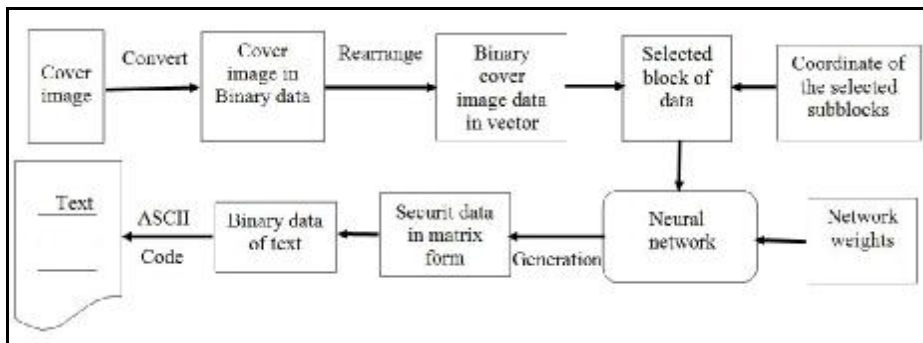 Cover
image
Convert
Cover
image in
Binary data
Rearrange
Binary
cover
image data
in vector
Selected
block of
data
Coordinate of
the selected
subblocks
Text
ASCII
Code
Binary data
of text
Securit data
in matrix
form
Generation
Neural
network
Network
weights